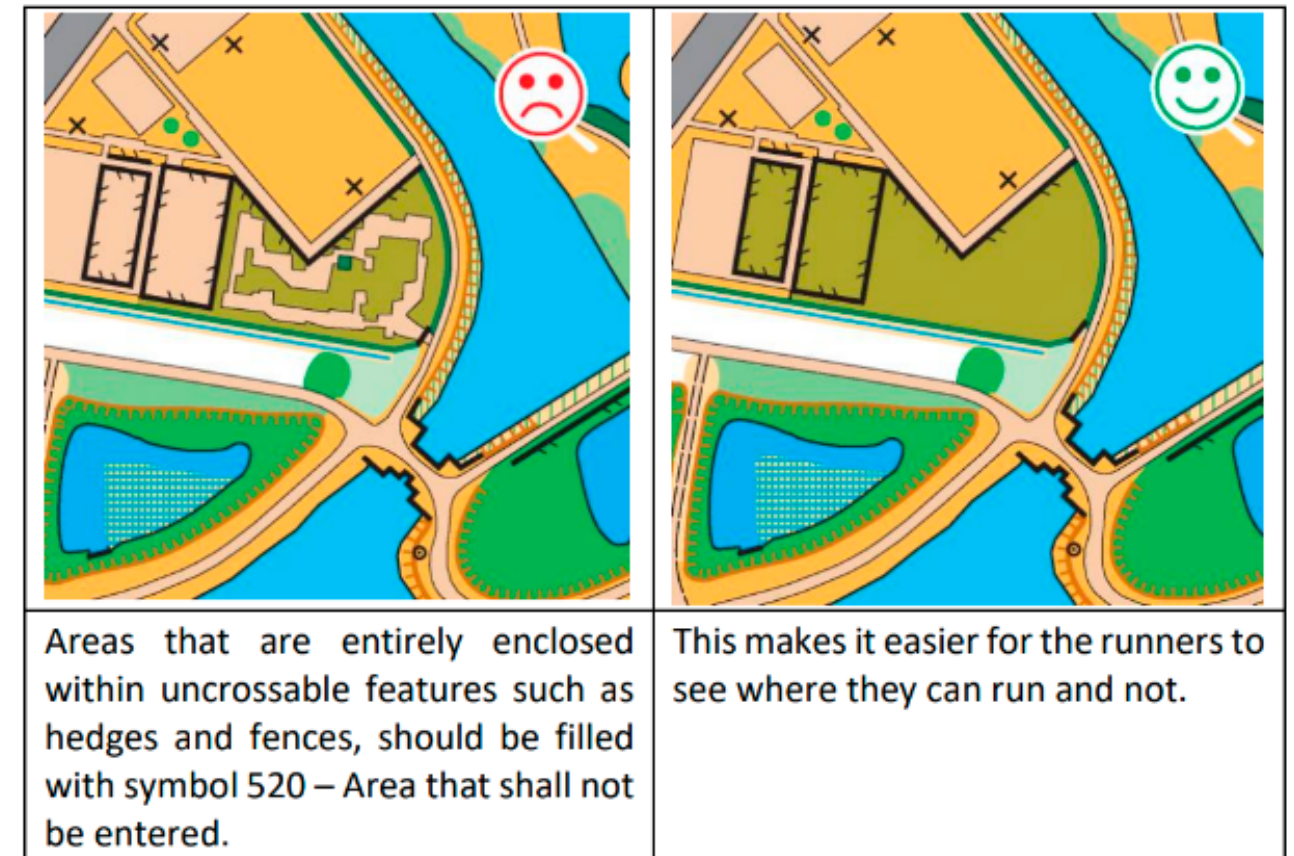 Areas that are entirely enclosed
within uncrossable features such as
hedges and fences, should be filled
with symbol 520 – Area that shall not
be entered.
This makes it easier for the runners to
see where they can run and not.